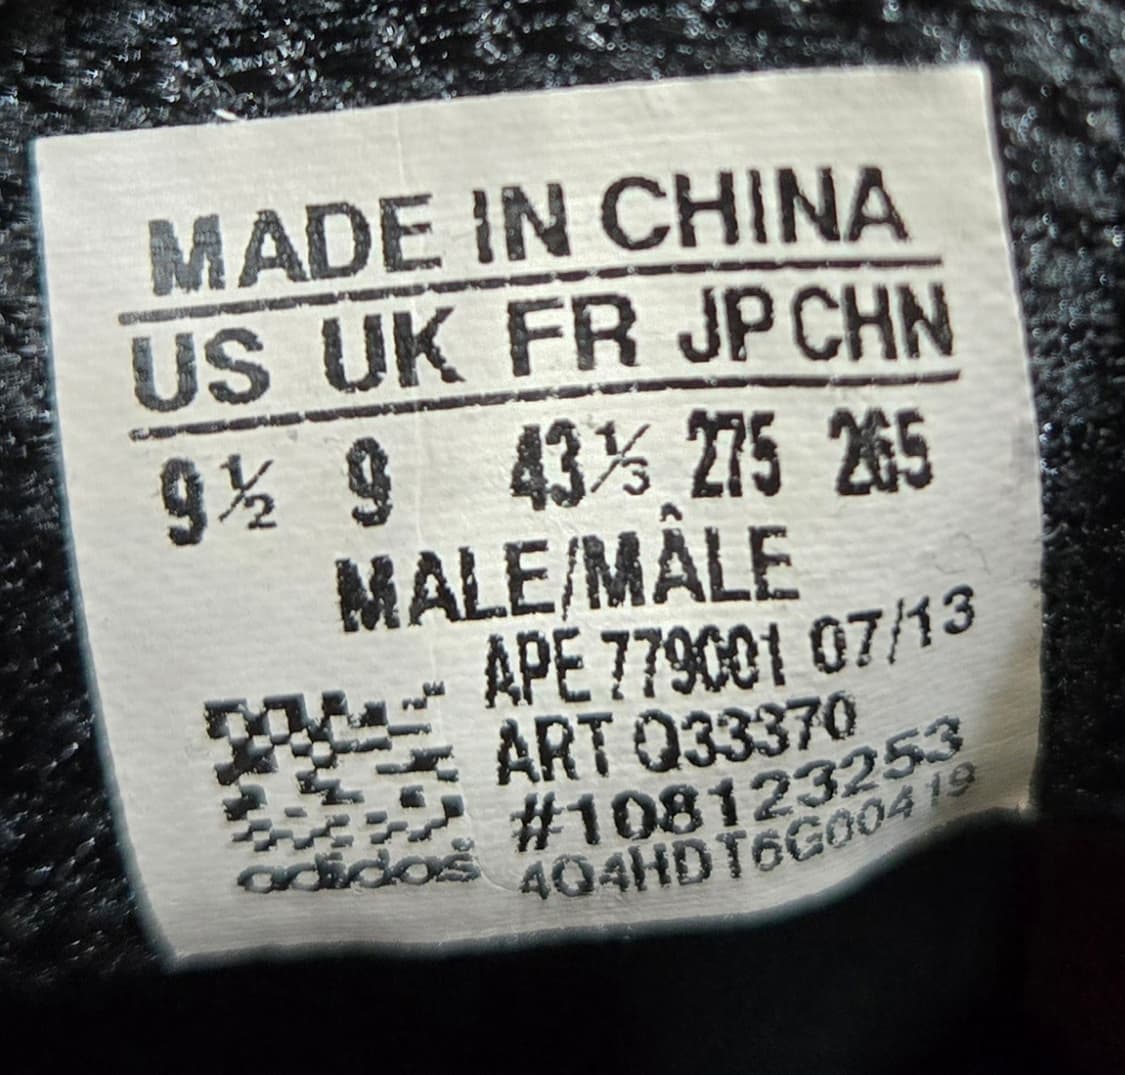 MADE IN CHINA
US UK FR JP CHN
9½ 9 43⅓ 275 265
MALE/MÂLE
APE 779001 07/13
ART Q33370
#108123253
adidas 4Q4HDT6G00419